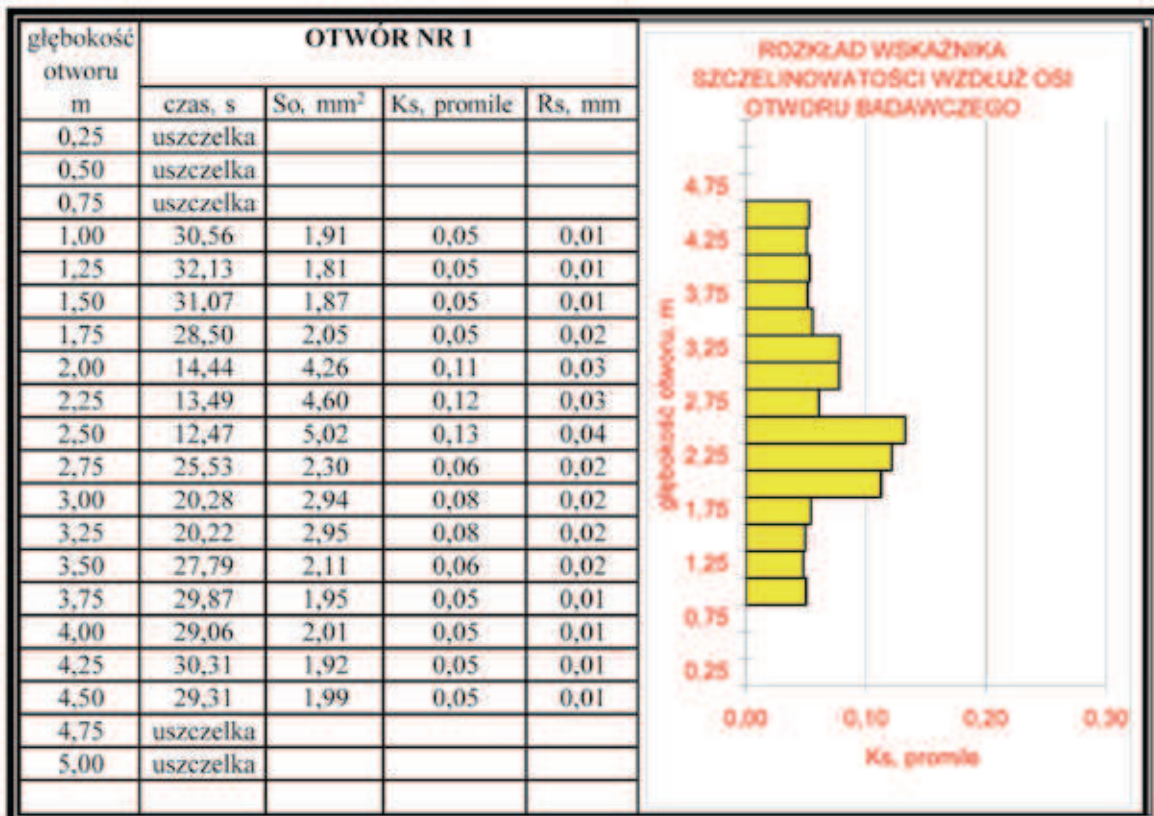 głębokość otworu m
OTWÓR NR 1
czas, s So, mm² Ks, promile Rs, mm
0,25 uszczelka
0,50 uszczelka
0,75 uszczelka
1,00 30,56 1,91 0,05 0,01
1,25 32,13 1,81 0,05 0,01
1,50 31,07 1,87 0,05 0,01
1,75 28,50 2,05 0,05 0,02
2,00 14,44 4,26 0,11 0,03
2,25 13,49 4,60 0,12 0,03
2,50 12,47 5,02 0,13 0,04
2,75 25,53 2,30 0,06 0,02
3,00 20,28 2,94 0,08 0,02
3,25 20,22 2,95 0,08 0,02
3,50 27,79 2,11 0,06 0,02
3,75 29,87 1,95 0,05 0,01
4,00 29,06 2,01 0,05 0,01
4,25 30,31 1,92 0,05 0,01
4,50 29,31 1,99 0,05 0,01
4,75 uszczelka
5,00 uszczelka
ROZKŁAD WSKAŹNIKA
SZCZELINOWATOŚCI WZDŁUŻ OSI
OTWORU BADAWCZEGO
głębokość otworu, m
4,75
4,25
3,75
3,25
2,75
2,25
1,75
1,25
0,75
0,25
0,00 0,10 0,20 0,30
Ks, promile